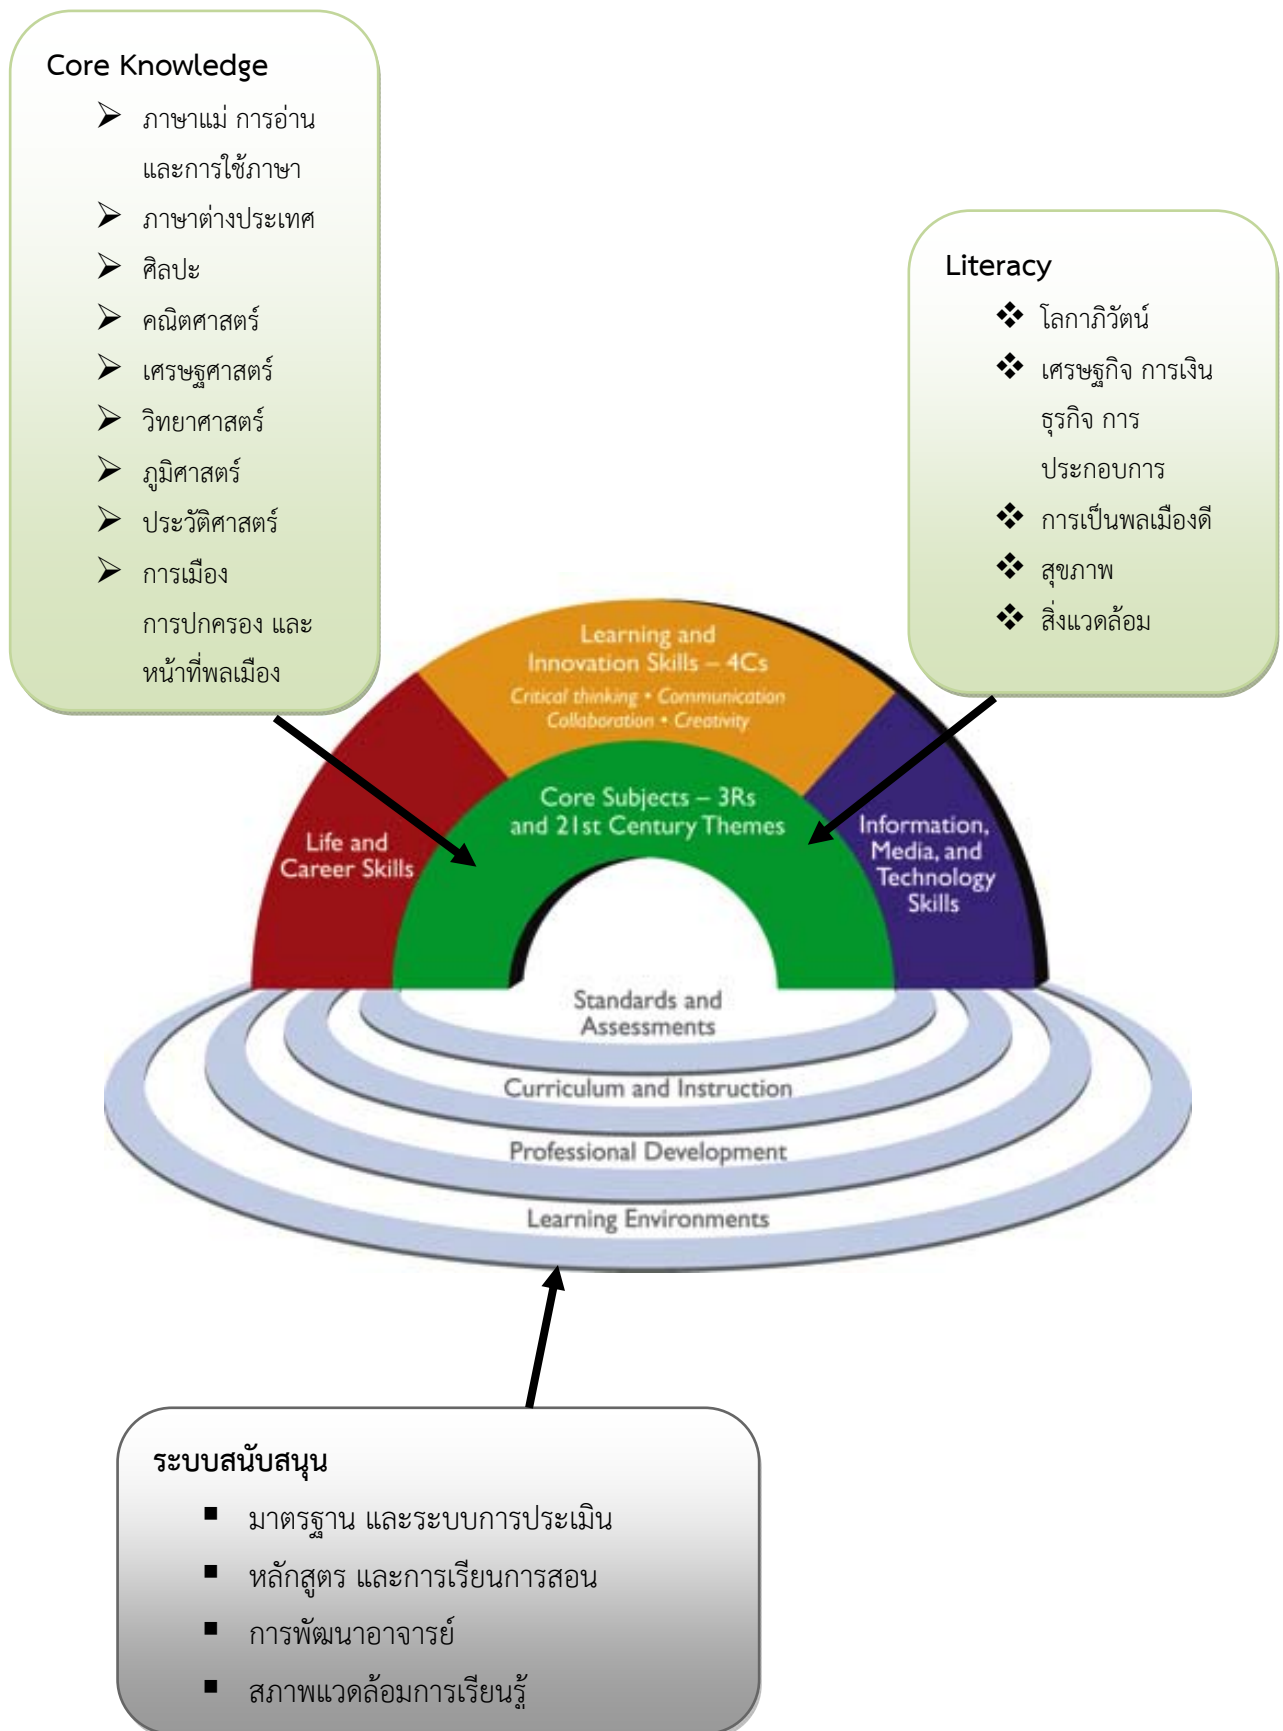 Core Knowledge
➢ ภาษาแม่ การอ่าน
และการใช้ภาษา
➢ ภาษาต่างประเทศ
➢ ศิลปะ
➢ คณิตศาสตร์
➢ เศรษฐศาสตร์
➢ วิทยาศาสตร์
➢ ภูมิศาสตร์
➢ ประวัติศาสตร์
➢ การเมือง
การปกครอง และ
หน้าที่พลเมือง
Literacy
❖ โลกาภิวัตน์
❖ เศรษฐกิจ การเงิน
ธุรกิจ การ
ประกอบการ
❖ การเป็นพลเมืองดี
❖ สุขภาพ
❖ สิ่งแวดล้อม
Learning and
Innovation Skills – 4Cs
Critical thinking • Communication
Collaboration • Creativity
Core Subjects – 3Rs
and 21st Century Themes
Life and
Career Skills
Information,
Media, and
Technology
Skills
Standards and
Assessments
Curriculum and Instruction
Professional Development
Learning Environments
ระบบสนับสนุน
▪ มาตรฐาน และระบบการประเมิน
▪ หลักสูตร และการเรียนการสอน
▪ การพัฒนาอาจารย์
▪ สภาพแวดล้อมการเรียนรู้